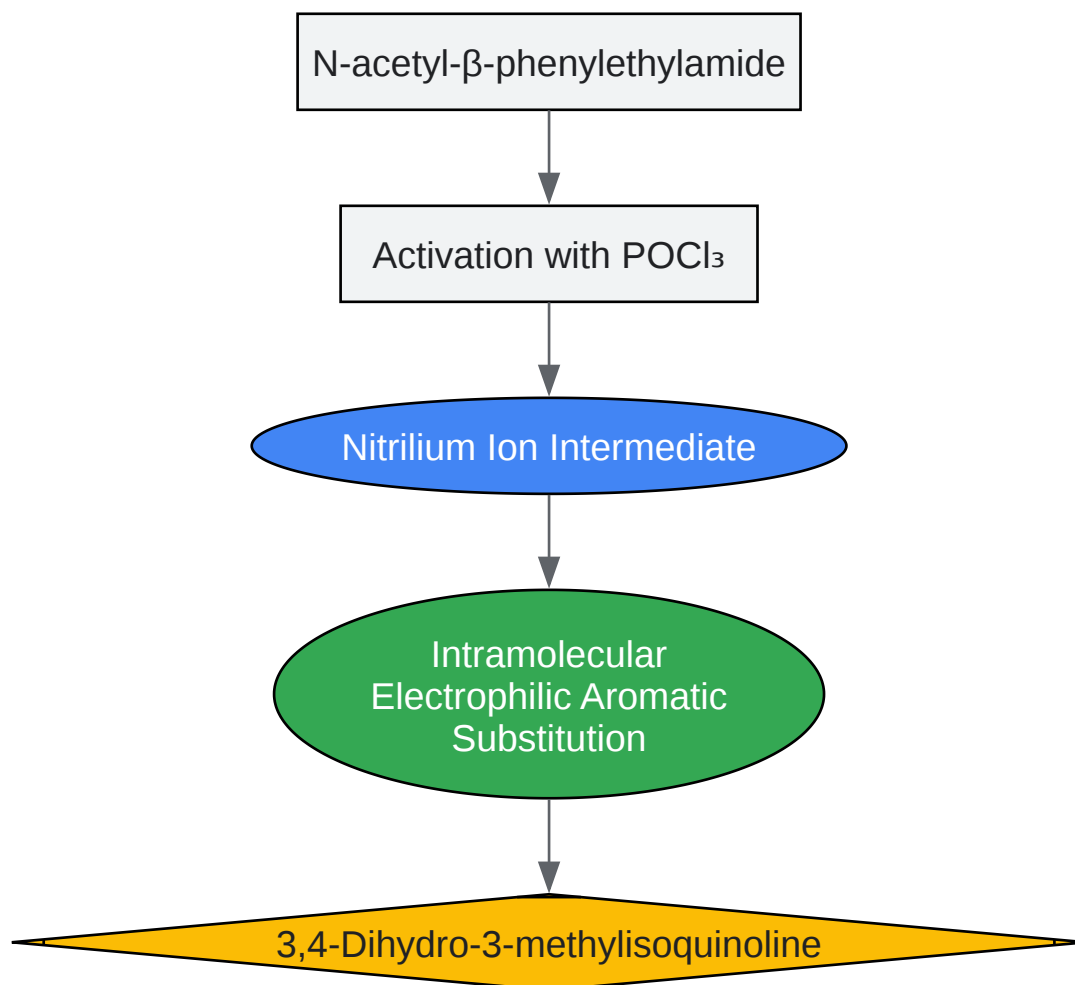 N-acetyl-β-phenylethylamide
Activation with POCl₃
Nitrilium Ion Intermediate
Intramolecular
Electrophilic Aromatic
Substitution
3,4-Dihydro-3-methylisoquinoline